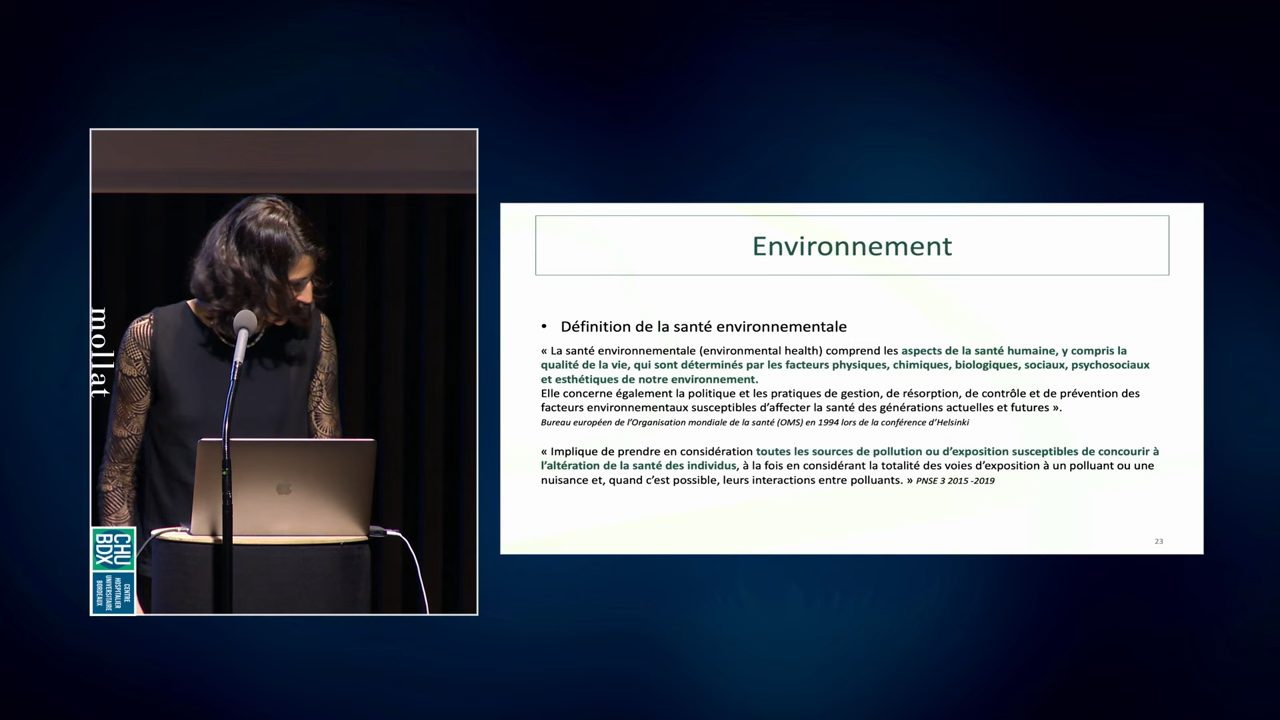 mollat
CHU
BDX
CENTRE
HOSPITALIER
UNIVERSITAIRE
BORDEAUX
Environnement
• Définition de la santé environnementale
« La santé environnementale (environmental health) comprend les aspects de la santé humaine, y compris la
qualité de la vie, qui sont déterminés par les facteurs physiques, chimiques, biologiques, sociaux, psychosociaux
et esthétiques de notre environnement.
Elle concerne également la politique et les pratiques de gestion, de résorption, de contrôle et de prévention des
facteurs environnementaux susceptibles d'affecter la santé des générations actuelles et futures ».
Bureau européen de l'Organisation mondiale de la santé (OMS) en 1994 lors de la conférence d'Helsinki
« Implique de prendre en considération toutes les sources de pollution ou d'exposition susceptibles de concourir à
l'altération de la santé des individus, à la fois en considérant la totalité des voies d'exposition à un polluant ou une
nuisance et, quand c'est possible, leurs interactions entre polluants. » PNSE 3 2015 -2019
23